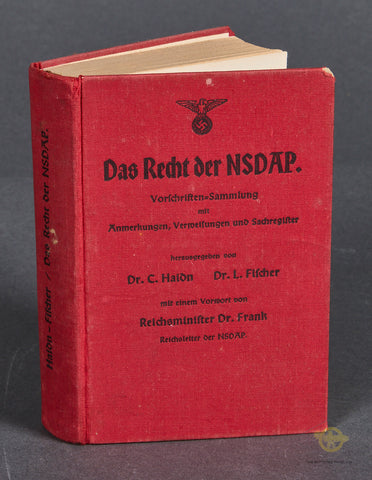 Das Recht der NSDAP.
Vorschriften=Sammlung
mit
Anmerkungen, Verweisungen und Sachregister
herausgegeben von
Dr. C. Haidn Dr. L. Fischer
mit einem Vorwort von
Reichsminister Dr. Frank
Reichsleiter der NSDAP.
Haidn - Fischer / Das Recht der NSDAP.